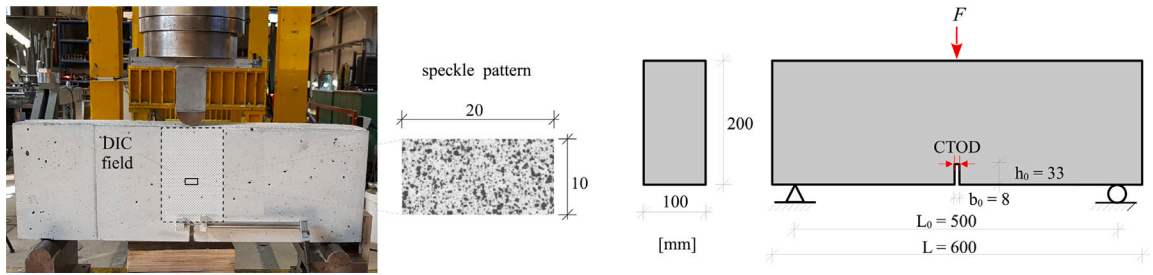 DIC
field
speckle pattern
20
10
200
100
[mm]
F
CTOD
h₀ = 33
b₀ = 8
L₀ = 500
L = 600